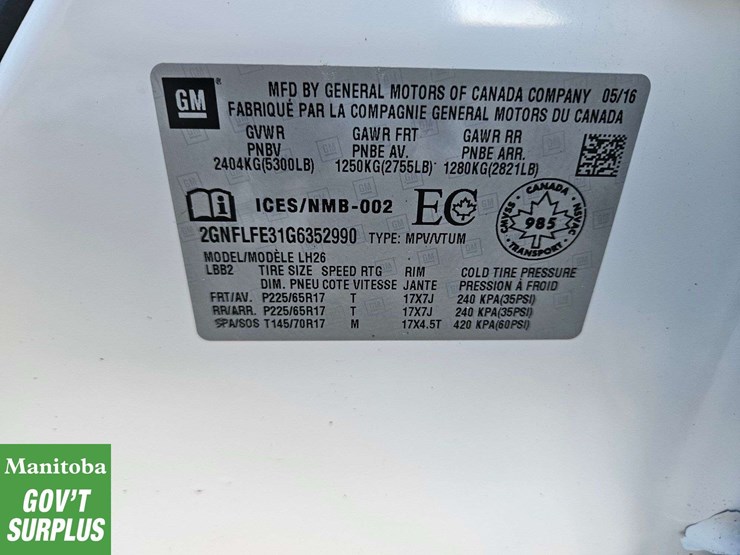 GM
MFD BY GENERAL MOTORS OF CANADA COMPANY 05/16
FABRIQUÉ PAR LA COMPAGNIE GENERAL MOTORS DU CANADA
GVWR GAWR FRT GAWR RR
PNBV PNBE AV. PNBE ARR.
2404KG(5300LB) 1250KG(2755LB) 1280KG(2821LB)
ICES/NMB-002 EC
CANADA
CMVSS 985 NSVAC
TRANSPORT
2GNFLFE31G6352990 TYPE: MPV/VTUM
MODEL/MODÈLE LH26
LBB2 TIRE SIZE SPEED RTG RIM COLD TIRE PRESSURE
DIM. PNEU COTE VITESSE JANTE PRESSION À FROID
FRT/AV. P225/65R17 T 17X7J 240 KPA(35PSI)
RR/ARR. P225/65R17 T 17X7J 240 KPA(35PSI)
SPA/SOS T145/70R17 M 17X4.5T 420 KPA(60PSI)
Manitoba
GOV'T
SURPLUS